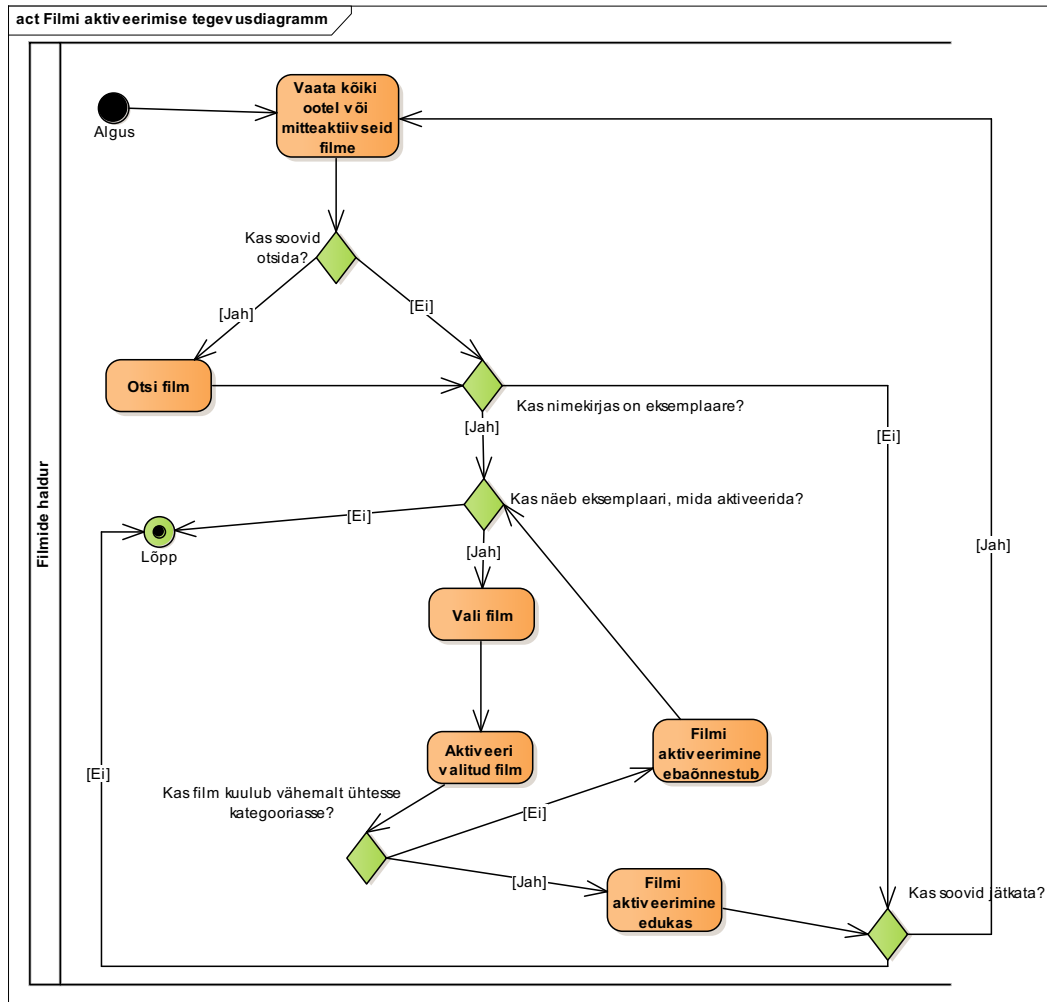 act Filmi aktiveerimise tegevusdiagramm
Filmide haldur
Algus
Vaata kõiki
ootel või
mitteaktiivseid
filme
Kas soovid
otsida?
[Jah]
[Ei]
Otsi film
Kas nimekirjas on eksemplaare?
[Jah]
[Ei]
Kas näeb eksemplaari, mida aktiveerida?
[Ei]
[Jah]
Lõpp
[Jah]
Vali film
Aktiveeri
valitud film
Filmi
aktiveerimine
ebaõnnestub
[Ei]
Kas film kuulub vähemalt ühtesse
kategooriasse?
[Ei]
[Jah]
Filmi
aktiveerimine
edukas
Kas soovid jätkata?